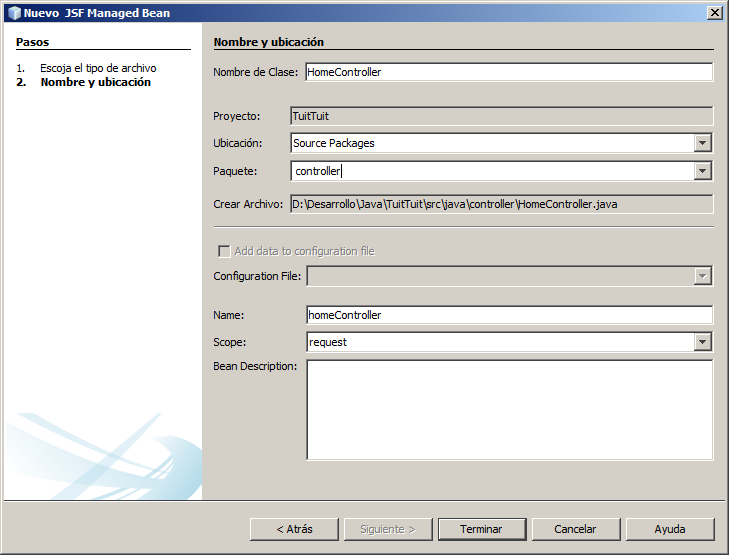 Nuevo JSF Managed Bean
Pasos
1. Escoja el tipo de archivo
2. Nombre y ubicación
Nombre y ubicación
Nombre de Clase: HomeController
Proyecto: TuitTuit
Ubicación: Source Packages
Paquete: controller
Crear Archivo: D:\Desarrollo\Java\TuitTuit\src\java\controller\HomeController.java
Add data to configuration file
Configuration File:
Name: homeController
Scope: request
Bean Description:
< Atrás Siguiente > Terminar Cancelar Ayuda